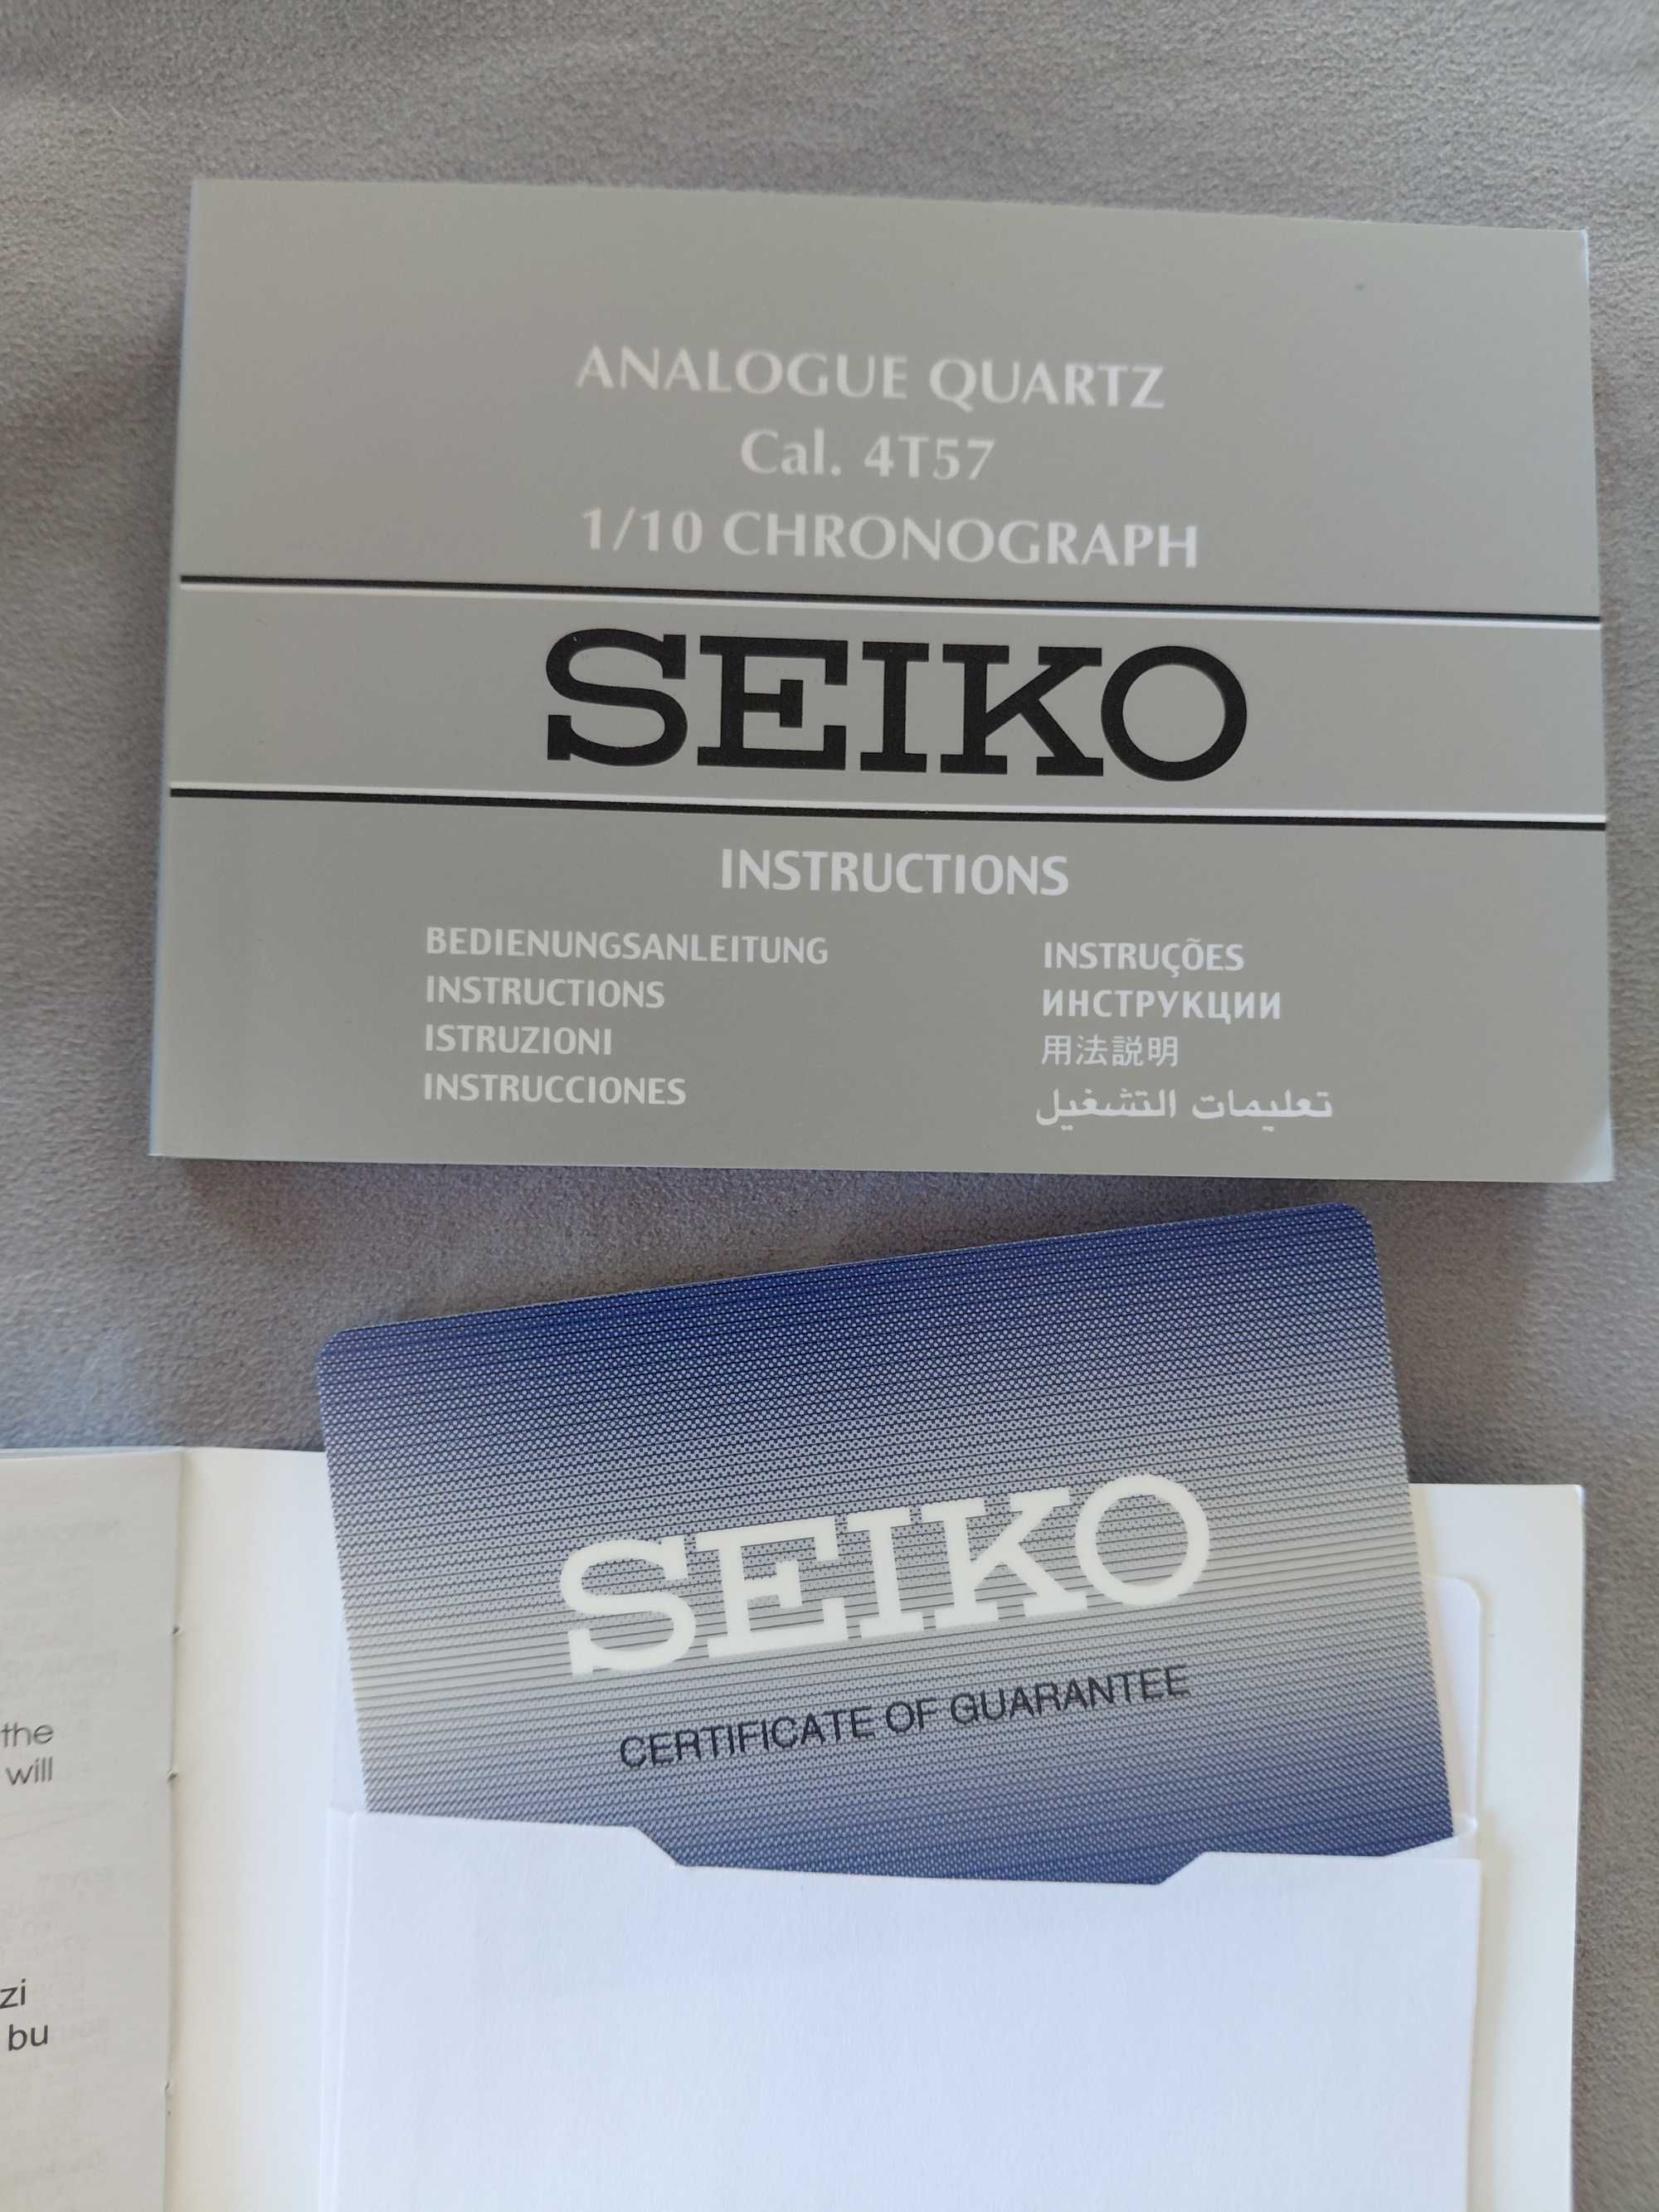 ANALOGUE QUARTZ
Cal. 4T57
1/10 CHRONOGRAPH
SEIKO
INSTRUCTIONS
BEDIENUNGSANLEITUNG
INSTRUCTIONS
ISTRUZIONI
INSTRUCCIONES
INSTRUÇÕES
ИНСТРУКЦИИ
用法説明
تعليمات التشغيل
SEIKO
CERTIFICATE OF GUARANTEE
the
will
zi
bu